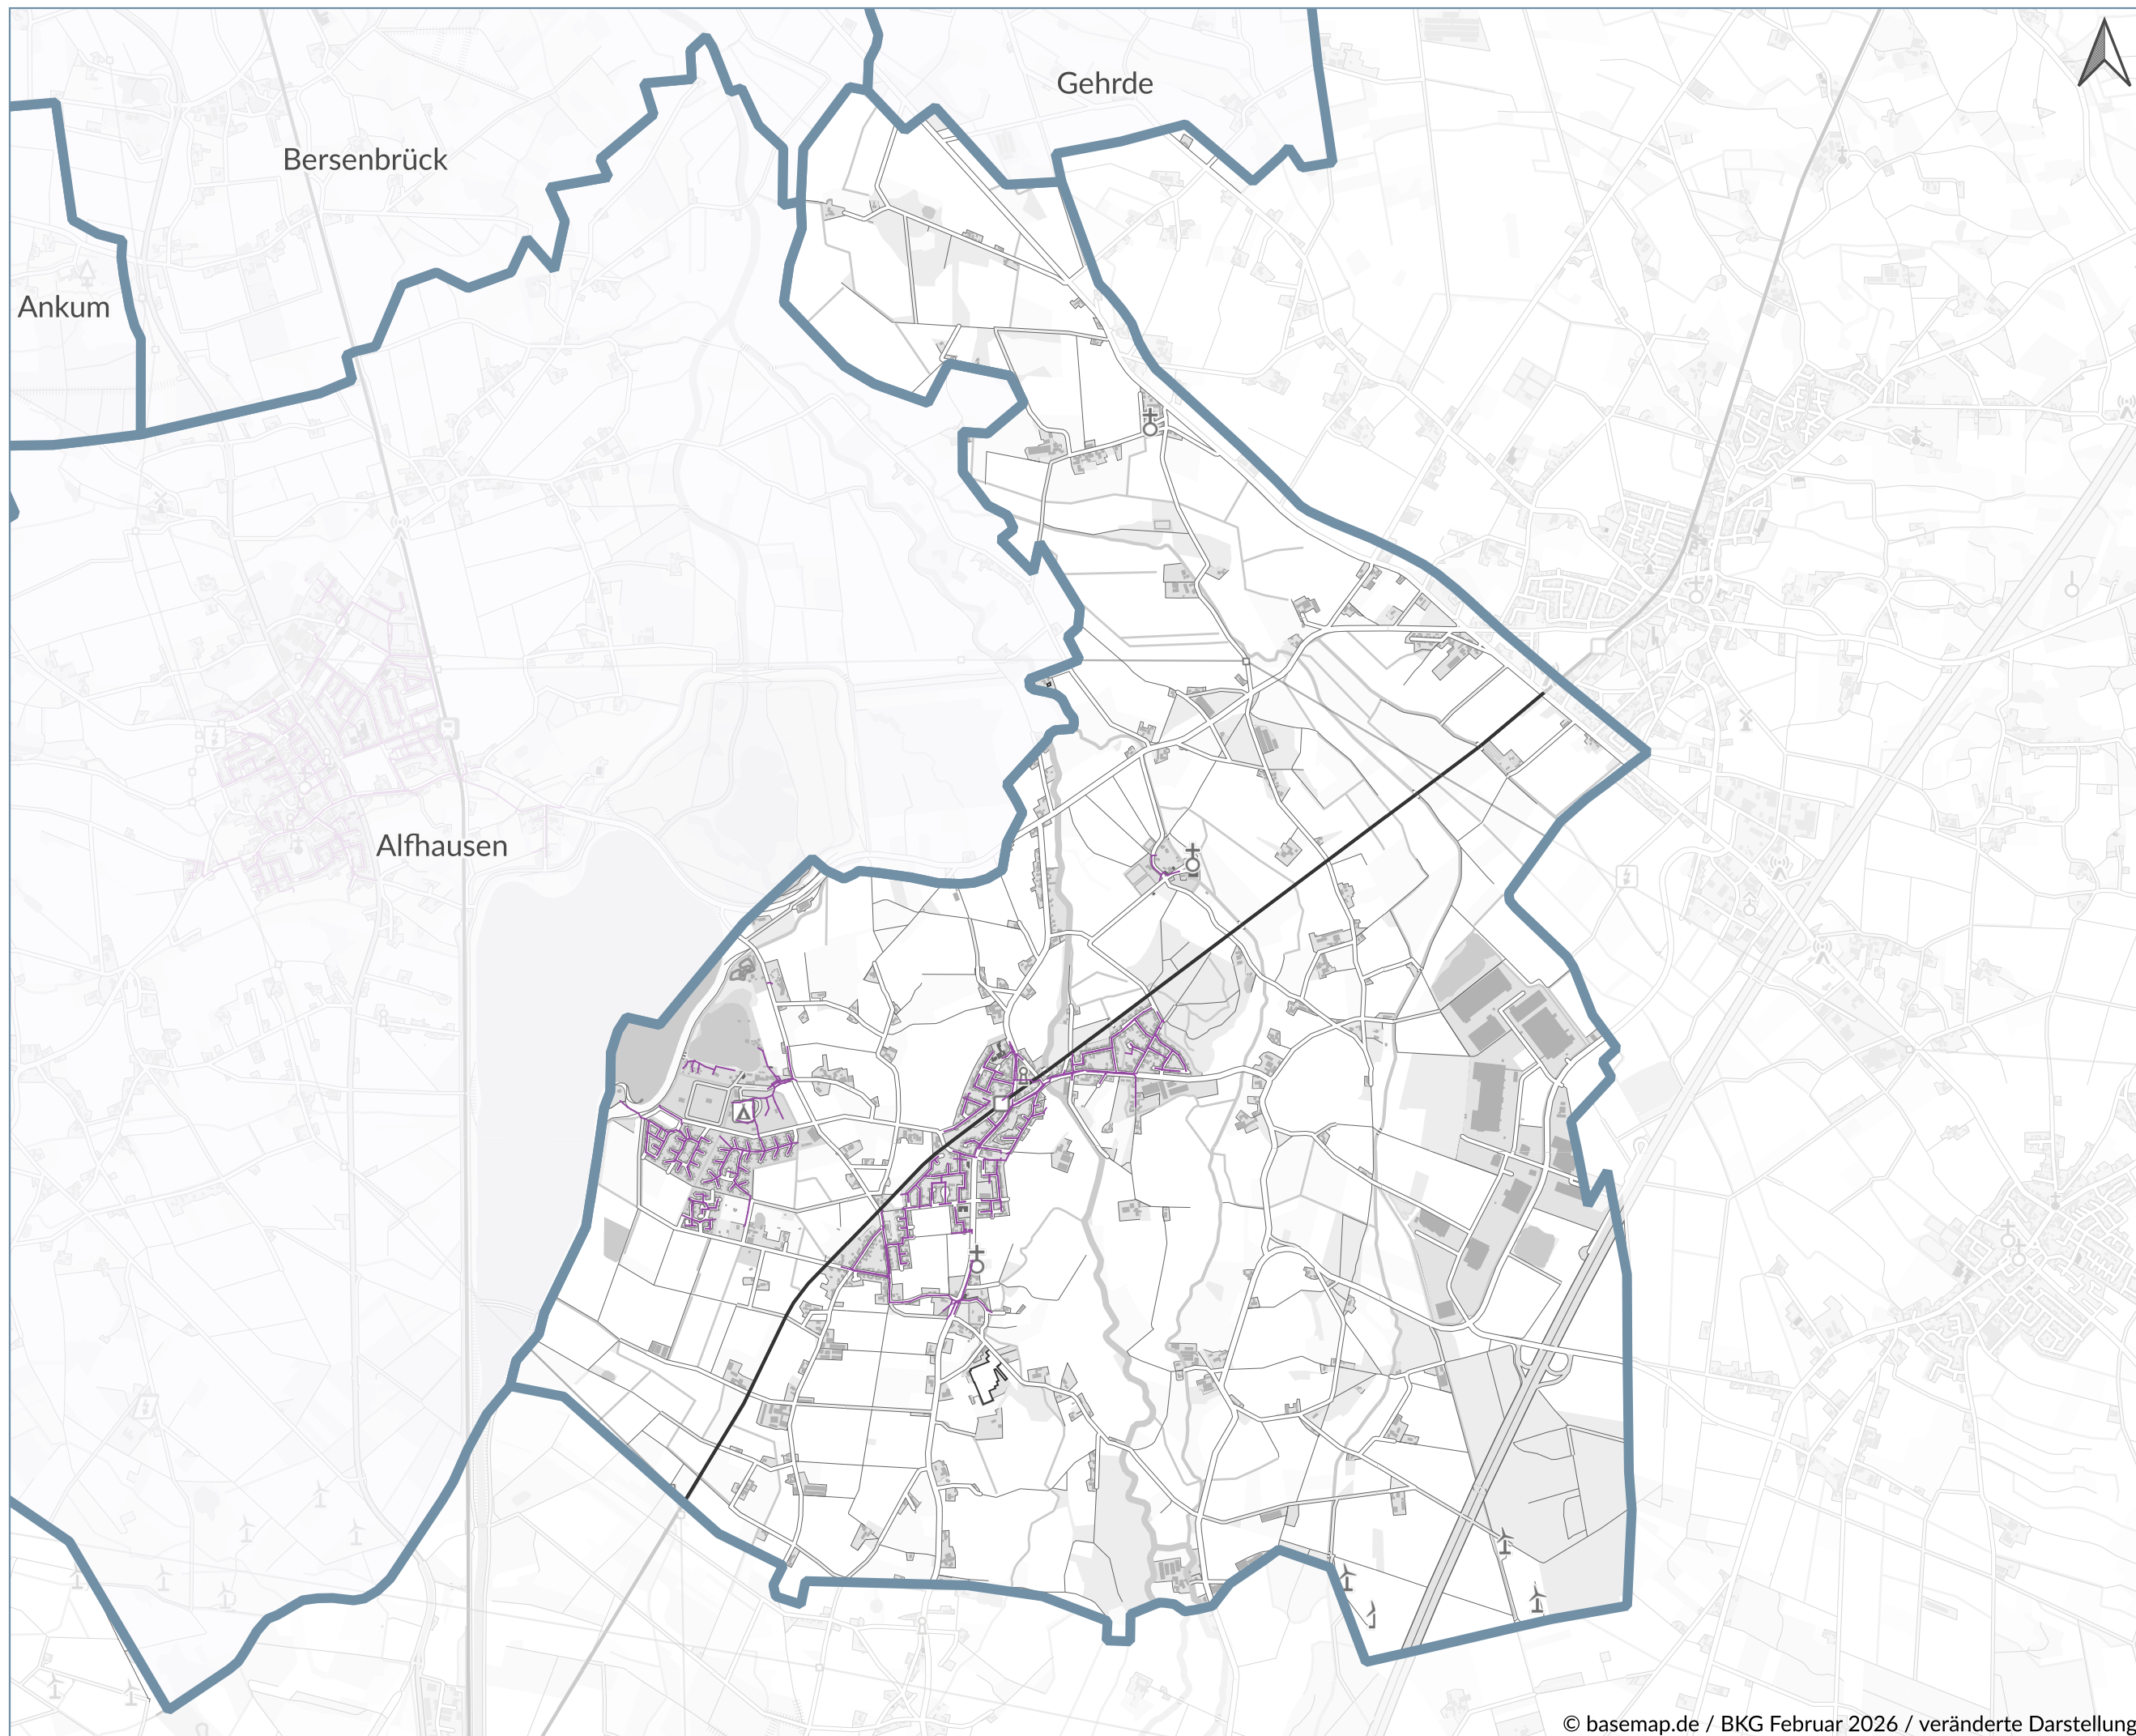 Gehrde
Bersenbrück
Ankum
Alfhausen
© basemap.de / BKG Februar 2026 / veränderte Darstellung